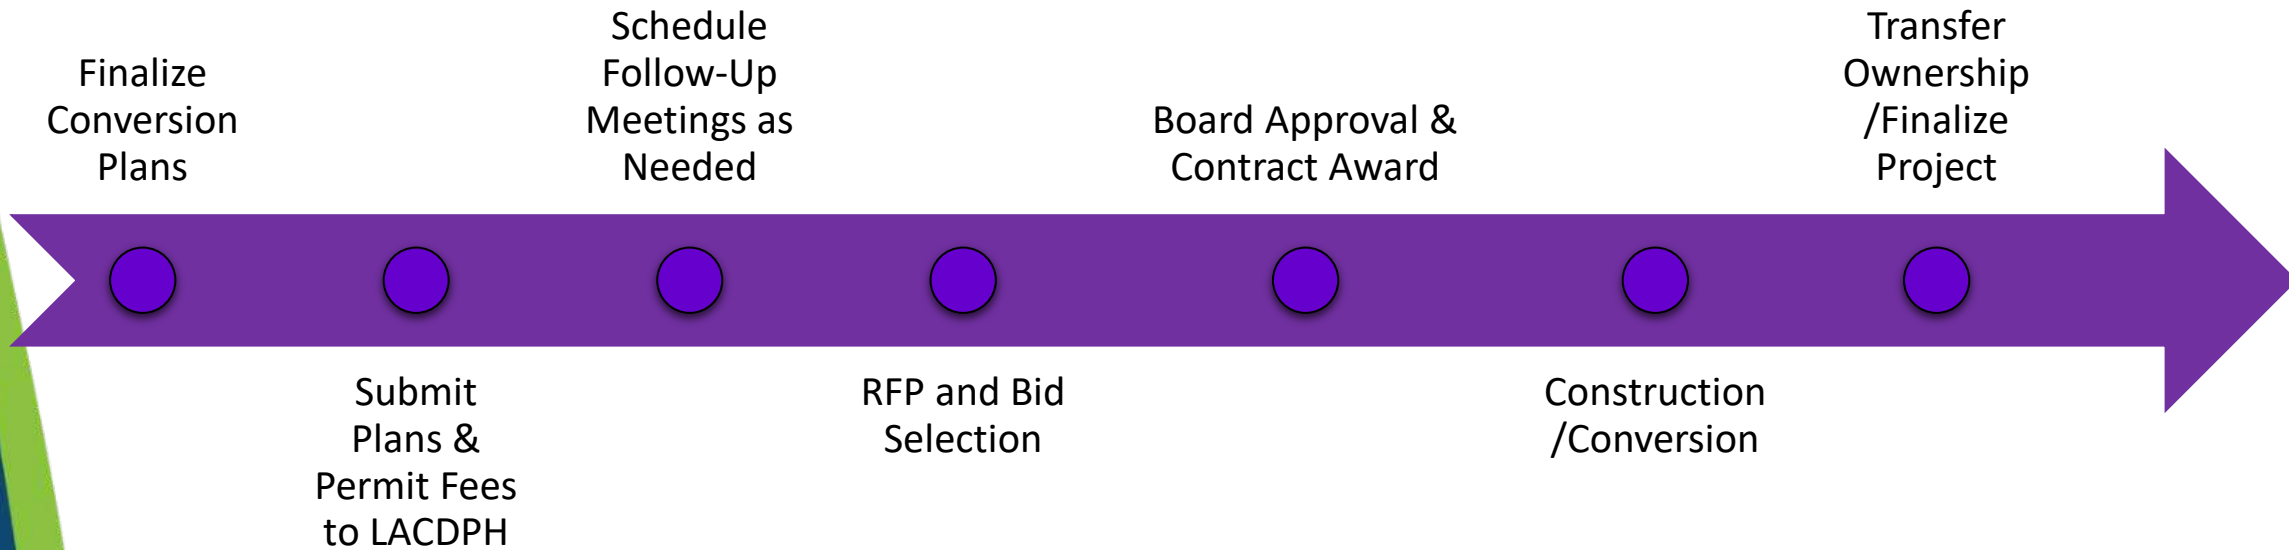 Finalize
Conversion
Plans
Submit
Plans &
Permit Fees
to LACDPH
Schedule
Follow-Up
Meetings as
Needed
RFP and Bid
Selection
Board Approval &
Contract Award
Construction
/Conversion
Transfer
Ownership
/Finalize
Project